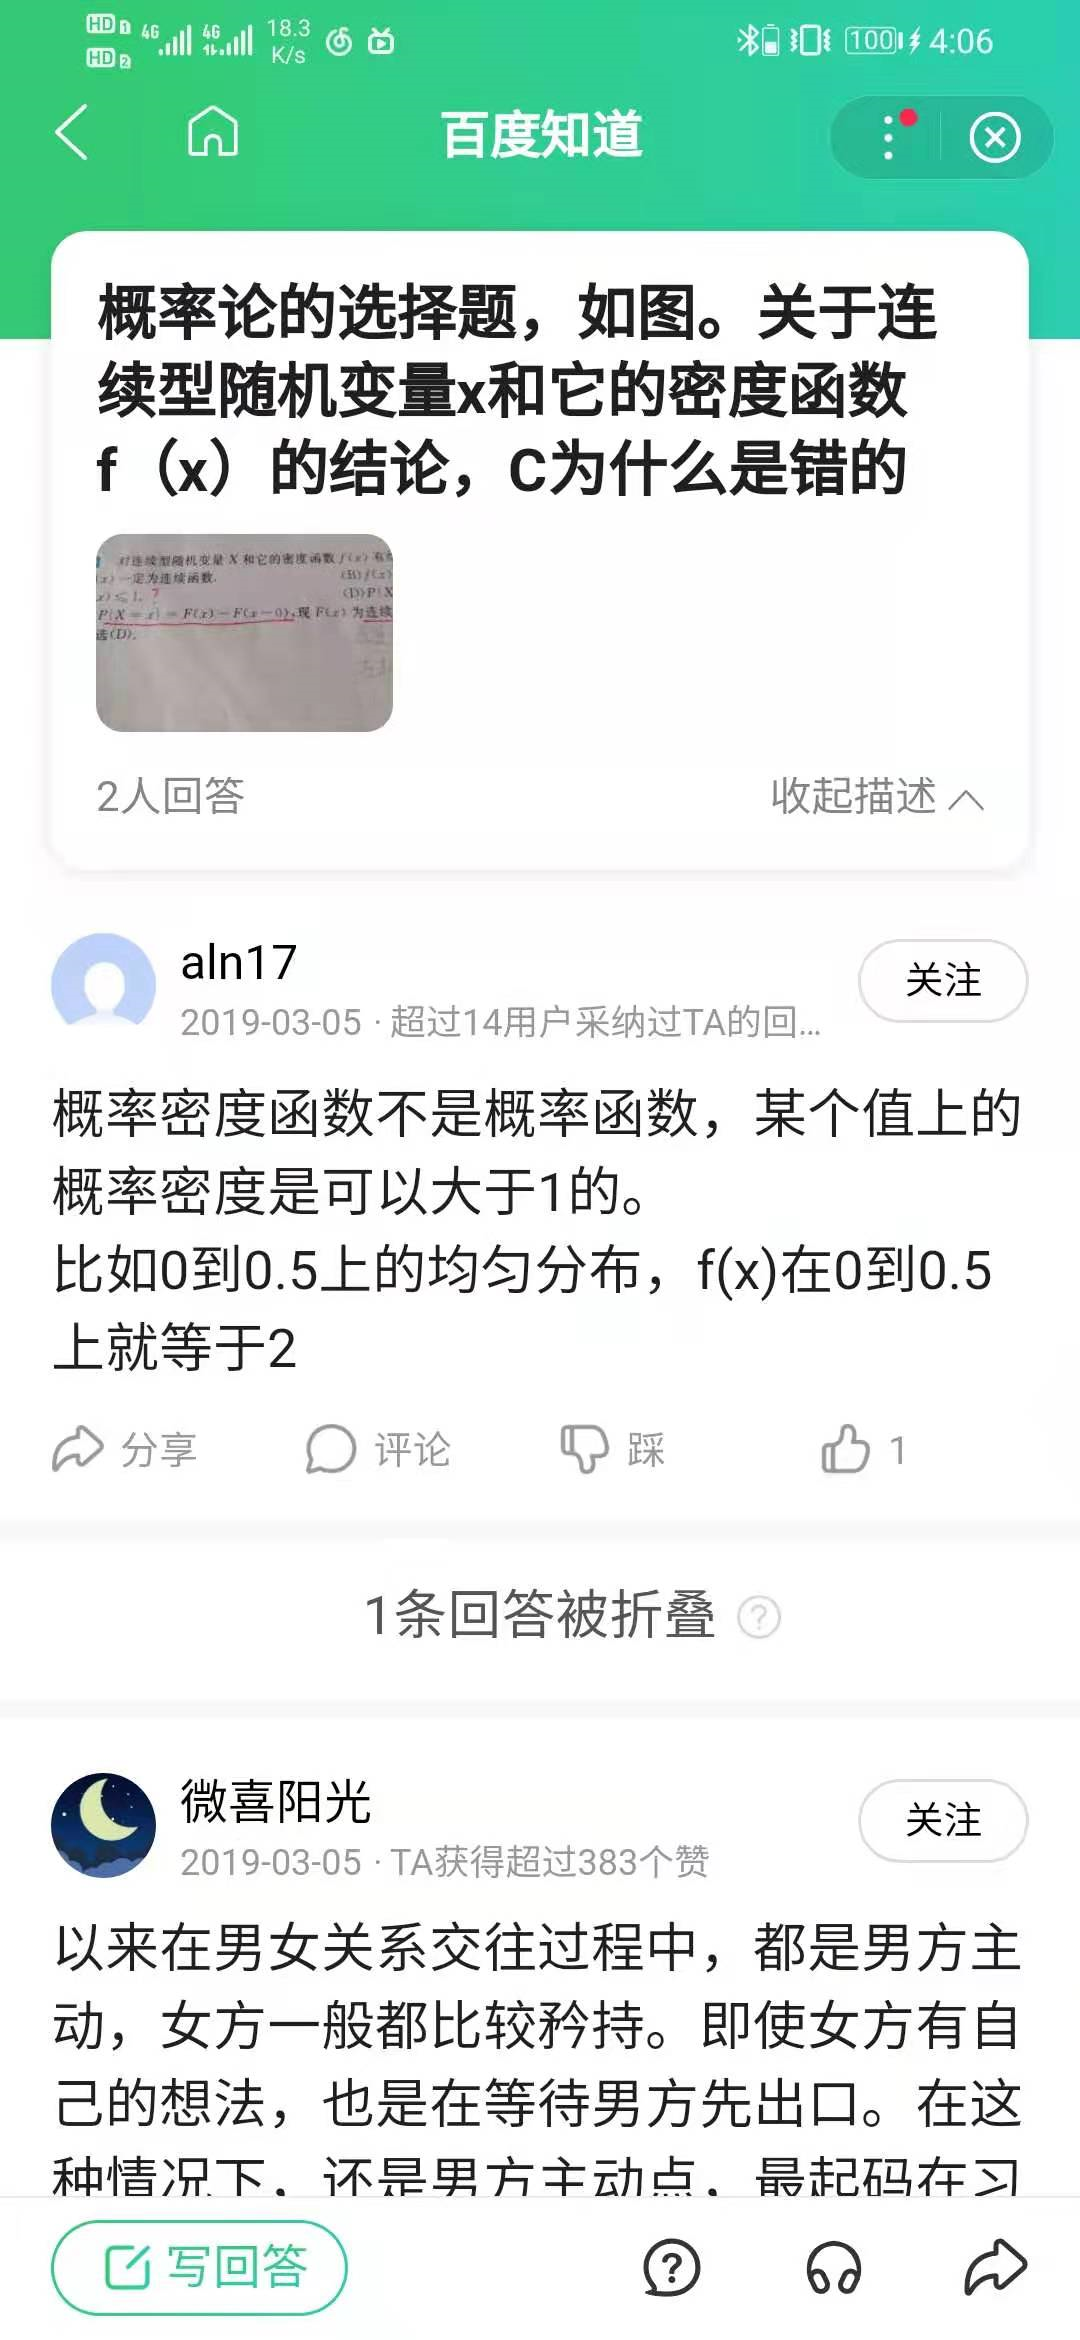 HD 1 4G 4G 18.3
HD 2 K/s
100 4:06
百度知道
概率论的选择题，如图。关于连
续型随机变量x和它的密度函数
f（x）的结论，C为什么是错的
对连续型随机变量 X 和它的密度函数 f(x) 有
(x) 一定为连续函数. (B) f(x)
x) ≤ 1. ? (D) P{X
P{X = x} = F(x) − F(x − 0), 现 F(x) 为连续
选(D).
2人回答 收起描述
aln17
关注
2019-03-05 · 超过14用户采纳过TA的回...
概率密度函数不是概率函数，某个值上的
概率密度是可以大于1的。
比如0到0.5上的均匀分布，f(x)在0到0.5
上就等于2
分享 评论 踩 1
1条回答被折叠 ?
微喜阳光
关注
2019-03-05 · TA获得超过383个赞
以来在男女关系交往过程中，都是男方主
动，女方一般都比较矜持。即使女方有自
己的想法，也是在等待男方先出口。在这
种情况下，还是男方主动点，最起码在习
写回答